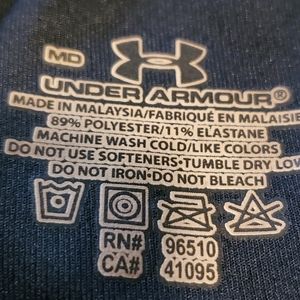 MD
UNDER ARMOUR®
MADE IN MALAYSIA/FABRIQUÉ EN MALAISIE
89% POLYESTER/11% ELASTANE
MACHINE WASH COLD/LIKE COLORS
DO NOT USE SOFTENERS·TUMBLE DRY LOW
DO NOT IRON·DO NOT BLEACH
RN# 96510
CA# 41095